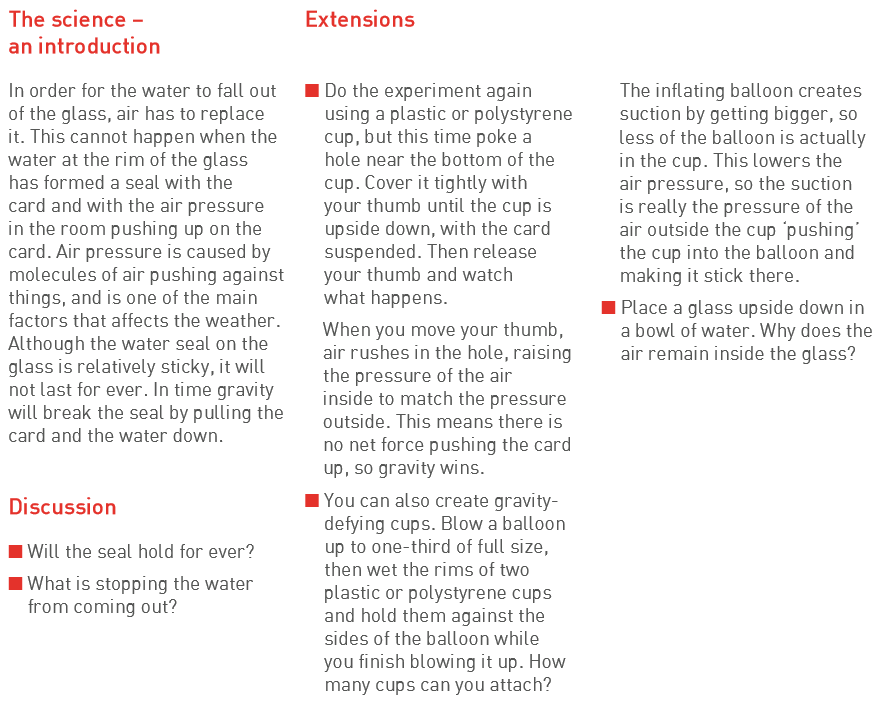 The science –
an introduction
In order for the water to fall out
of the glass, air has to replace
it. This cannot happen when the
water at the rim of the glass
has formed a seal with the
card and with the air pressure
in the room pushing up on the
card. Air pressure is caused by
molecules of air pushing against
things, and is one of the main
factors that affects the weather.
Although the water seal on the
glass is relatively sticky, it will
not last for ever. In time gravity
will break the seal by pulling the
card and the water down.
Discussion
■ Will the seal hold for ever?
■ What is stopping the water
from coming out?
Extensions
■ Do the experiment again
using a plastic or polystyrene
cup, but this time poke a
hole near the bottom of the
cup. Cover it tightly with
your thumb until the cup is
upside down, with the card
suspended. Then release
your thumb and watch
what happens.
When you move your thumb,
air rushes in the hole, raising
the pressure of the air
inside to match the pressure
outside. This means there is
no net force pushing the card
up, so gravity wins.
■ You can also create gravity-
defying cups. Blow a balloon
up to one-third of full size,
then wet the rims of two
plastic or polystyrene cups
and hold them against the
sides of the balloon while
you finish blowing it up. How
many cups can you attach?
The inflating balloon creates
suction by getting bigger, so
less of the balloon is actually
in the cup. This lowers the
air pressure, so the suction
is really the pressure of the
air outside the cup ‘pushing’
the cup into the balloon and
making it stick there.
■ Place a glass upside down in
a bowl of water. Why does the
air remain inside the glass?